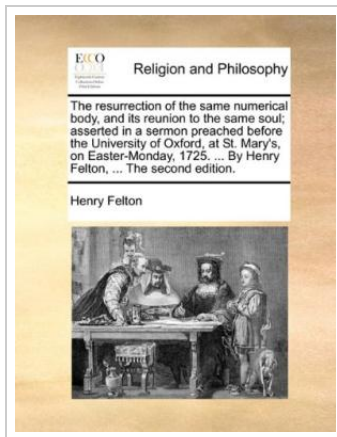 ECCO
Religion and Philosophy
The resurrection of the same numerical
body, and its reunion to the same soul;
asserted in a sermon preached before
the University of Oxford, at St. Mary's,
on Easter-Monday, 1725. ... By Henry
Felton, ... The second edition.
Henry Felton